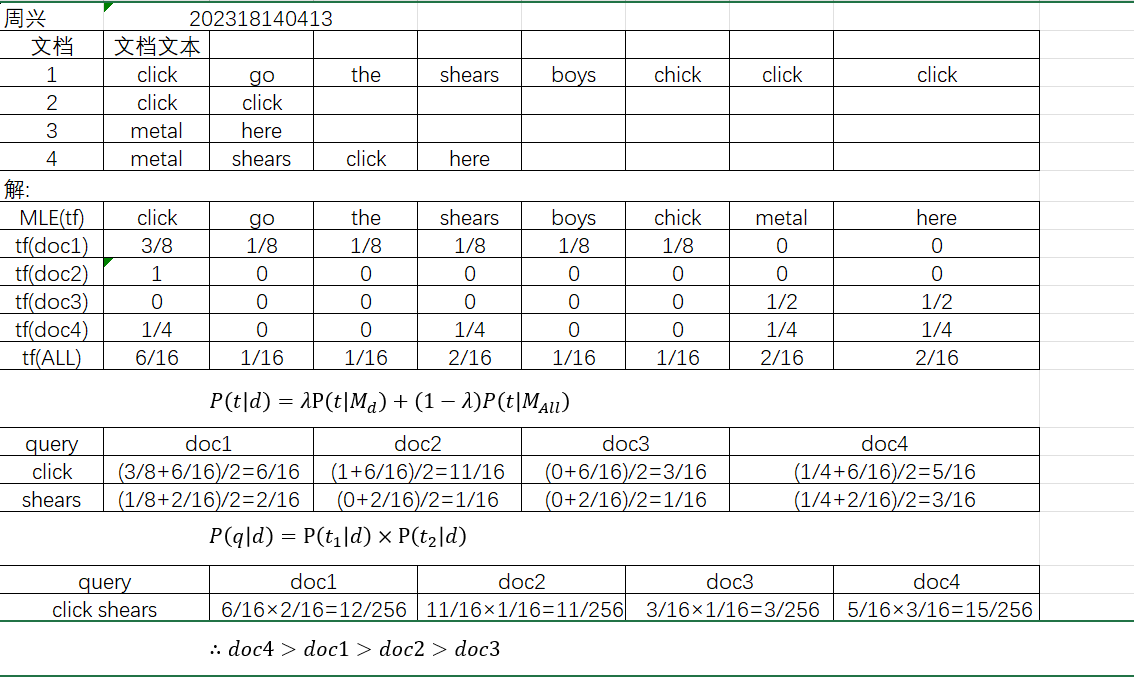 周兴 202318140413
文档 文档文本
1 click go the shears boys chick click click
2 click click
3 metal here
4 metal shears click here
解:
MLE(tf) click go the shears boys chick metal here
tf(doc1) 3/8 1/8 1/8 1/8 1/8 1/8 0 0
tf(doc2) 1 0 0 0 0 0 0 0
tf(doc3) 0 0 0 0 0 0 1/2 1/2
tf(doc4) 1/4 0 0 1/4 0 0 1/4 1/4
tf(ALL) 6/16 1/16 1/16 2/16 1/16 1/16 2/16 2/16
P(t|d) = λP(t|M_d) + (1 − λ)P(t|M_All)
query doc1 doc2 doc3 doc4
click (3/8+6/16)/2=6/16 (1+6/16)/2=11/16 (0+6/16)/2=3/16 (1/4+6/16)/2=5/16
shears (1/8+2/16)/2=2/16 (0+2/16)/2=1/16 (0+2/16)/2=1/16 (1/4+2/16)/2=3/16
P(q|d) = P(t₁|d) × P(t₂|d)
query doc1 doc2 doc3 doc4
click shears 6/16×2/16=12/256 11/16×1/16=11/256 3/16×1/16=3/256 5/16×3/16=15/256
∴ doc4 > doc1 > doc2 > doc3